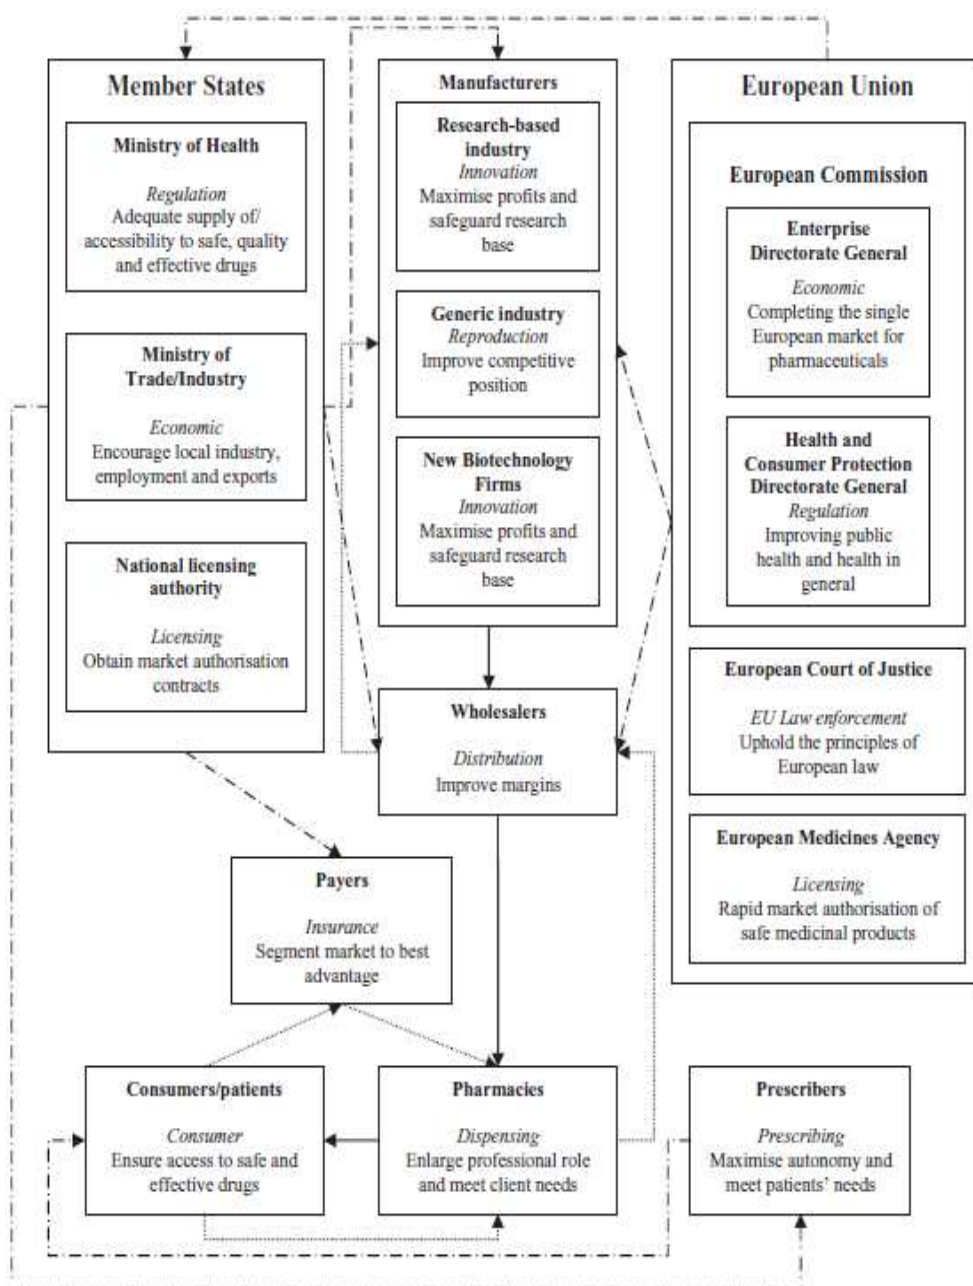 Member States
Ministry of Health
Regulation
Adequate supply of/
accessibility to safe, quality
and effective drugs
Ministry of
Trade/Industry
Economic
Encourage local industry,
employment and exports
National licensing
authority
Licensing
Obtain market authorisation
contracts
Manufacturers
Research-based
industry
Innovation
Maximise profits and
safeguard research
base
Generic industry
Reproduction
Improve competitive
position
New Biotechnology
Firms
Innovation
Maximise profits and
safeguard research
base
European Union
European Commission
Enterprise
Directorate General
Economic
Completing the single
European market for
pharmaceuticals
Health and
Consumer Protection
Directorate General
Regulation
Improving public
health and health in
general
European Court of Justice
EU Law enforcement
Uphold the principles of
European law
European Medicines Agency
Licensing
Rapid market authorisation of
safe medicinal products
Wholesalers
Distribution
Improve margins
Payers
Insurance
Segment market to best
advantage
Consumers/patients
Consumer
Ensure access to safe and
effective drugs
Pharmacies
Dispensing
Enlarge professional role
and meet client needs
Prescribers
Prescribing
Maximise autonomy and
meet patients' needs